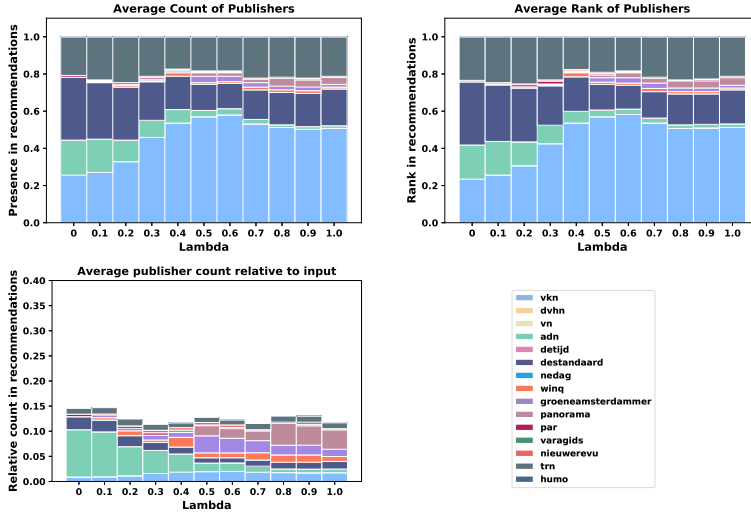 Average Count of Publishers
Presence in recommendations
1.0
0.8
0.6
0.4
0.2
0.0
0 0.1 0.2 0.3 0.4 0.5 0.6 0.7 0.8 0.9 1.0
Lambda
Average Rank of Publishers
Rank in recommendations
1.0
0.8
0.6
0.4
0.2
0.0
0 0.1 0.2 0.3 0.4 0.5 0.6 0.7 0.8 0.9 1.0
Lambda
Average publisher count relative to input
Relative count in recommendations
0.40
0.35
0.30
0.25
0.20
0.15
0.10
0.05
0.00
0 0.1 0.2 0.3 0.4 0.5 0.6 0.7 0.8 0.9 1.0
Lambda
vkn
dvhn
vn
adn
detijd
destandaard
nedag
winq
groeneamsterdammer
panorama
par
varagids
nieuwerevu
trn
humo